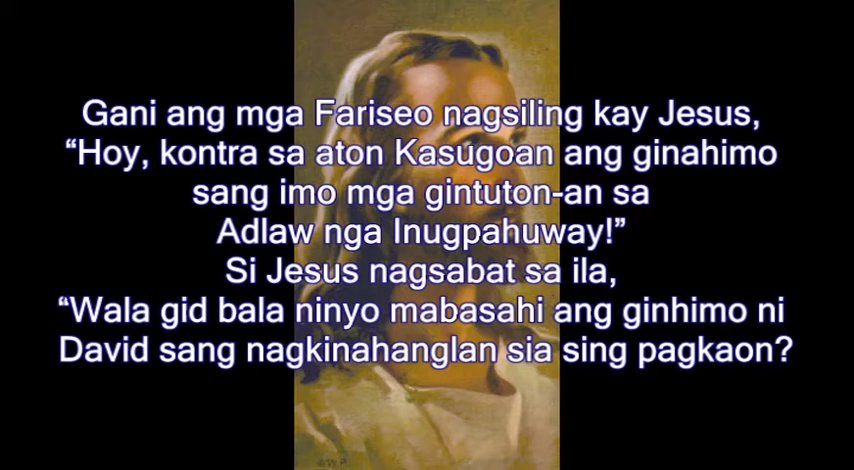 Gani ang mga Fariseo nagsiling kay Jesus,
“Hoy, kontra sa aton Kasugoan ang ginahimo
sang imo mga gintuton-an sa
Adlaw nga Inugpahuway!”
Si Jesus nagsabat sa ila,
“Wala gid bala ninyo mabasahi ang ginhimo ni
David sang nagkinahanglan sia sing pagkaon?